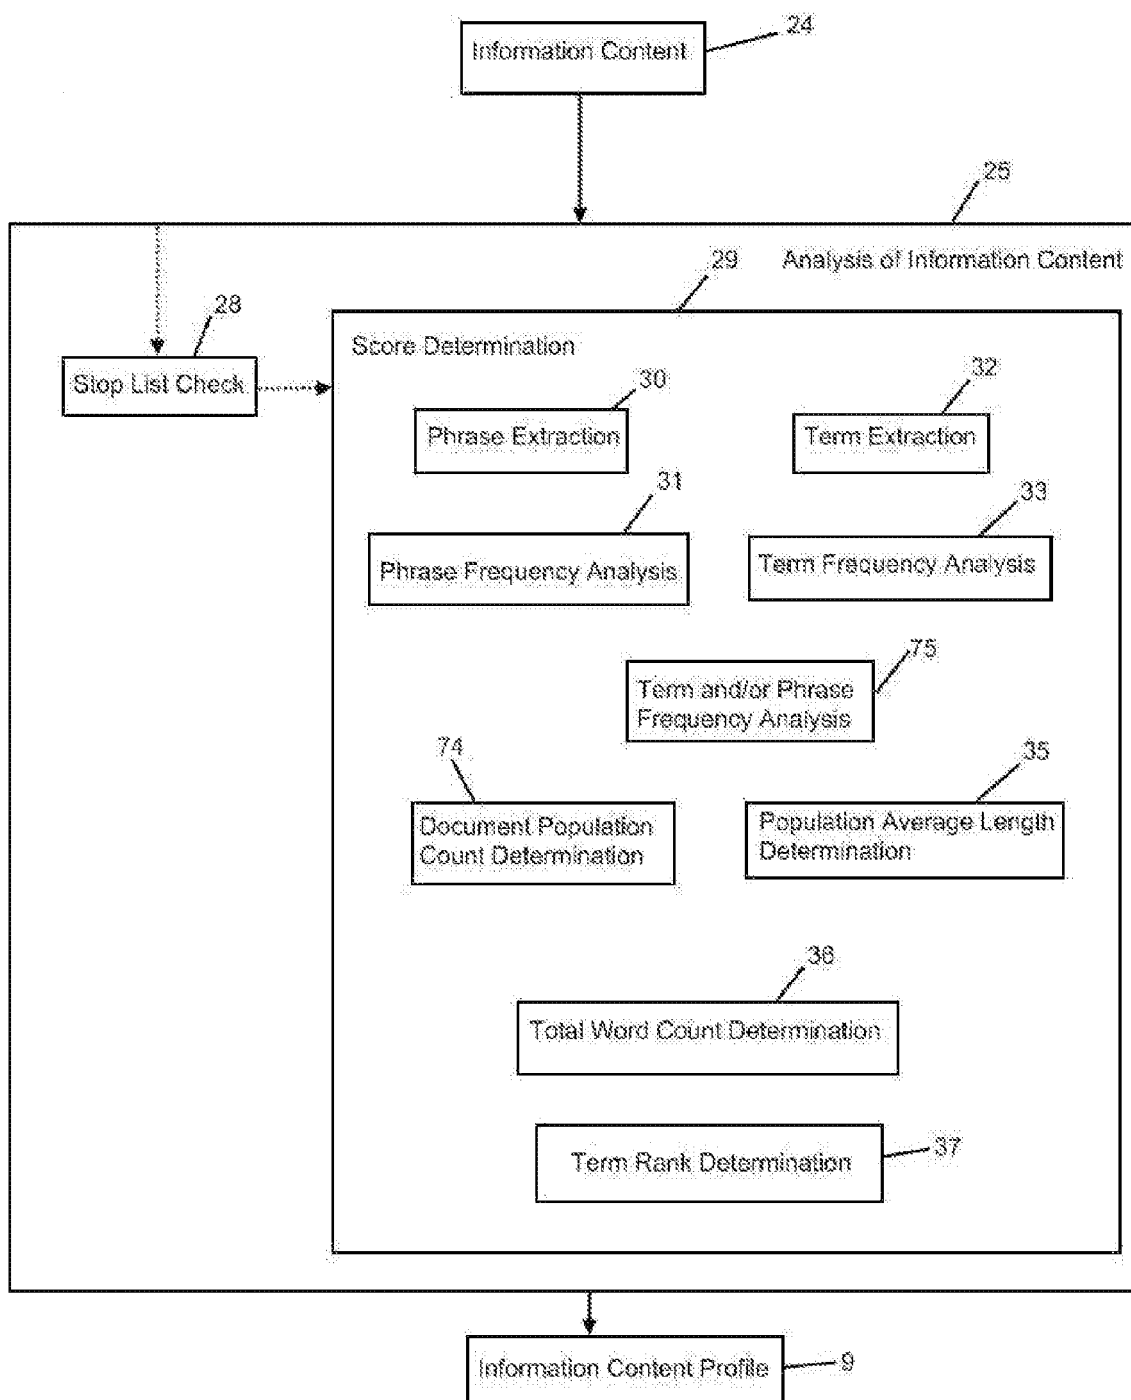 24
Information Content
25
Analysis of Information Content
29
28
Score Determination
Stop List Check
30
32
Phrase Extraction
Term Extraction
31
33
Phrase Frequency Analysis
Term Frequency Analysis
75
Term and/or Phrase
Frequency Analysis
74
35
Document Population
Count Determination
Population Average Length
Determination
36
Total Word Count Determination
37
Term Rank Determination
Information Content Profile
9